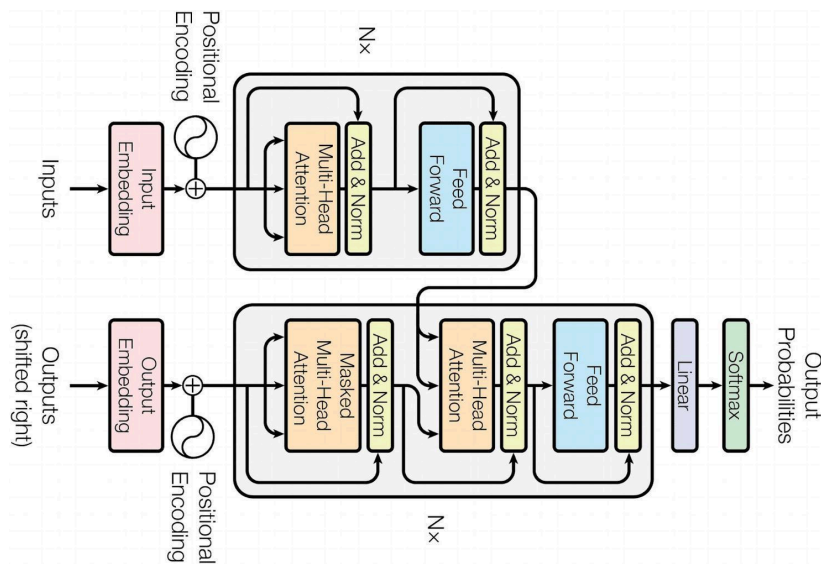 Output
Probabilities
Softmax
Linear
Add & Norm
Feed
Forward
Add & Norm
Multi-Head
Attention
Add & Norm
Masked
Multi-Head
Attention
Nx
Add & Norm
Feed
Forward
Add & Norm
Multi-Head
Attention
Nx
Positional
Encoding
Positional
Encoding
Input
Embedding
Output
Embedding
Inputs
Outputs
(shifted right)